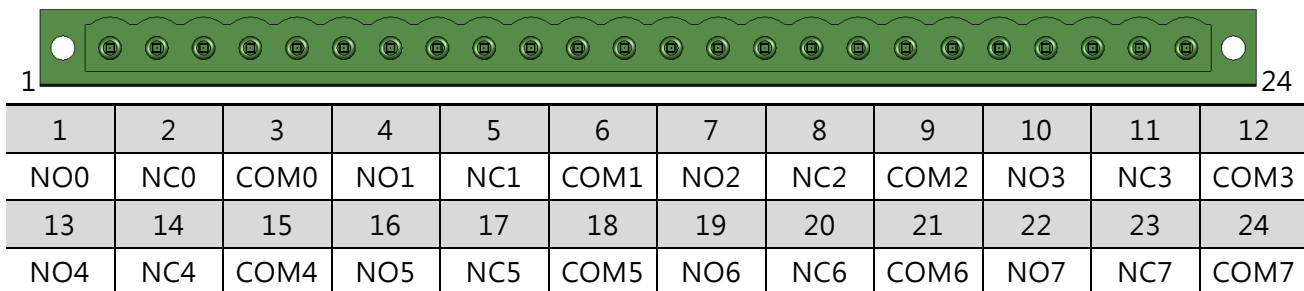 1 24
1 2 3 4 5 6 7 8 9 10 11 12
NO0 NC0 COM0 NO1 NC1 COM1 NO2 NC2 COM2 NO3 NC3 COM3
13 14 15 16 17 18 19 20 21 22 23 24
NO4 NC4 COM4 NO5 NC5 COM5 NO6 NC6 COM6 NO7 NC7 COM7